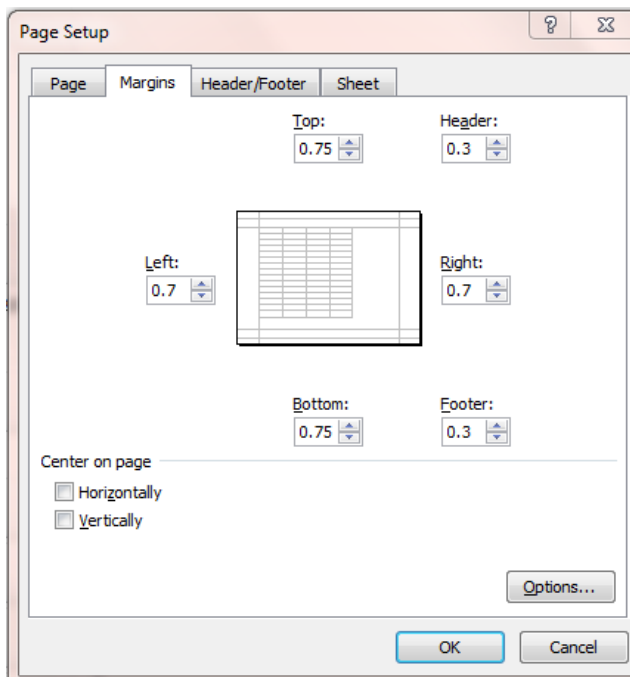 Page Setup
Page Margins Header/Footer Sheet
Top: Header:
0.75 0.3
Left: Right:
0.7 0.7
Bottom: Footer:
0.75 0.3
Center on page
Horizontally
Vertically
Options...
OK Cancel